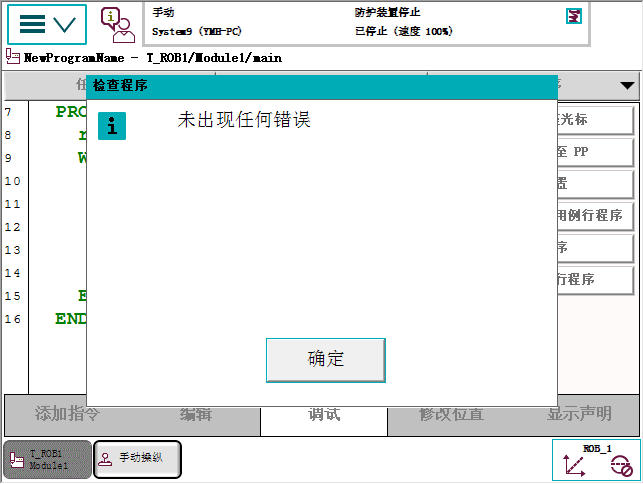 手动
防护装置停止
System9 (YMH-PC)
已停止 (速度 100%)
NewProgramName - T_ROB1/Module1/main
检查程序
未出现任何错误
确定
7
PRO
8
r
9
W
10
11
12
13
14
15
E
16
END
光标
至 PP
置
用例行程序
序
行程序
添加指令
编辑
调试
修改位置
显示声明
T_ROB1
Module1
手动操纵
ROB_1